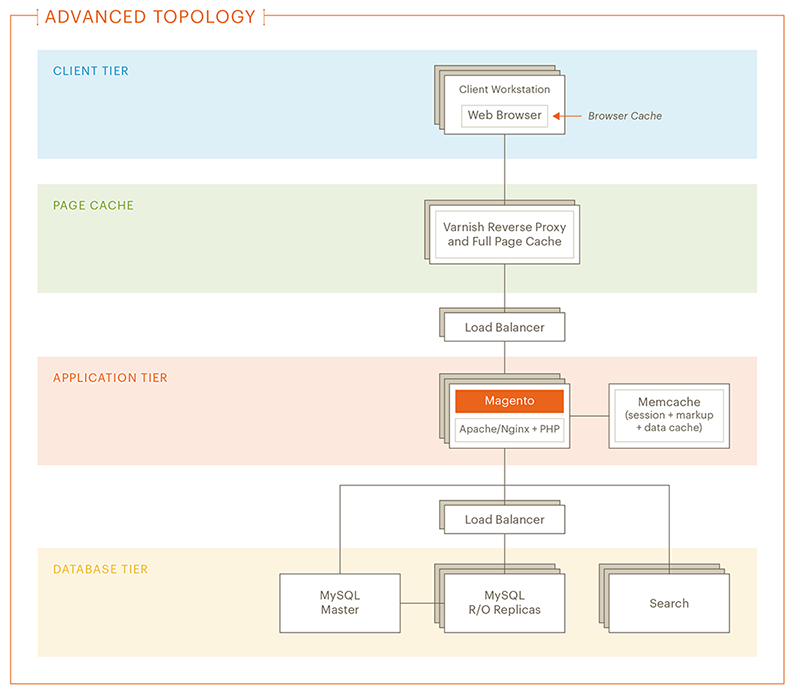 ADVANCED TOPOLOGY
CLIENT TIER
Client Workstation
Web Browser
Browser Cache
PAGE CACHE
Varnish Reverse Proxy
and Full Page Cache
Load Balancer
APPLICATION TIER
Magento
Apache/Nginx + PHP
Memcache
(session + markup
+ data cache)
Load Balancer
DATABASE TIER
MySQL
Master
MySQL
R/O Replicas
Search